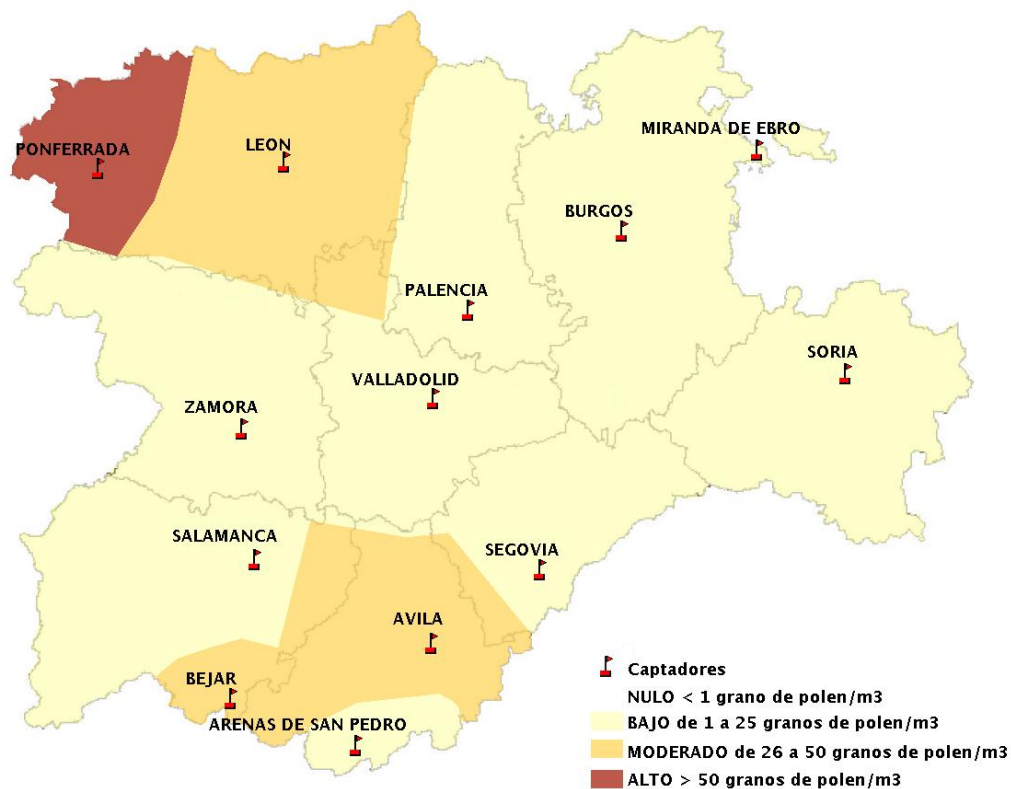 MIRANDA DE EBRO
PONFERRADA
LEON
BURGOS
PALENCIA
SORIA
VALLADOLID
ZAMORA
SALAMANCA
SEGOVIA
AVILA
BEJAR
ARENAS DE SAN PEDRO
Captadores
NULO < 1 grano de polen/m3
BAJO de 1 a 25 granos de polen/m3
MODERADO de 26 a 50 granos de polen/m3
ALTO > 50 granos de polen/m3